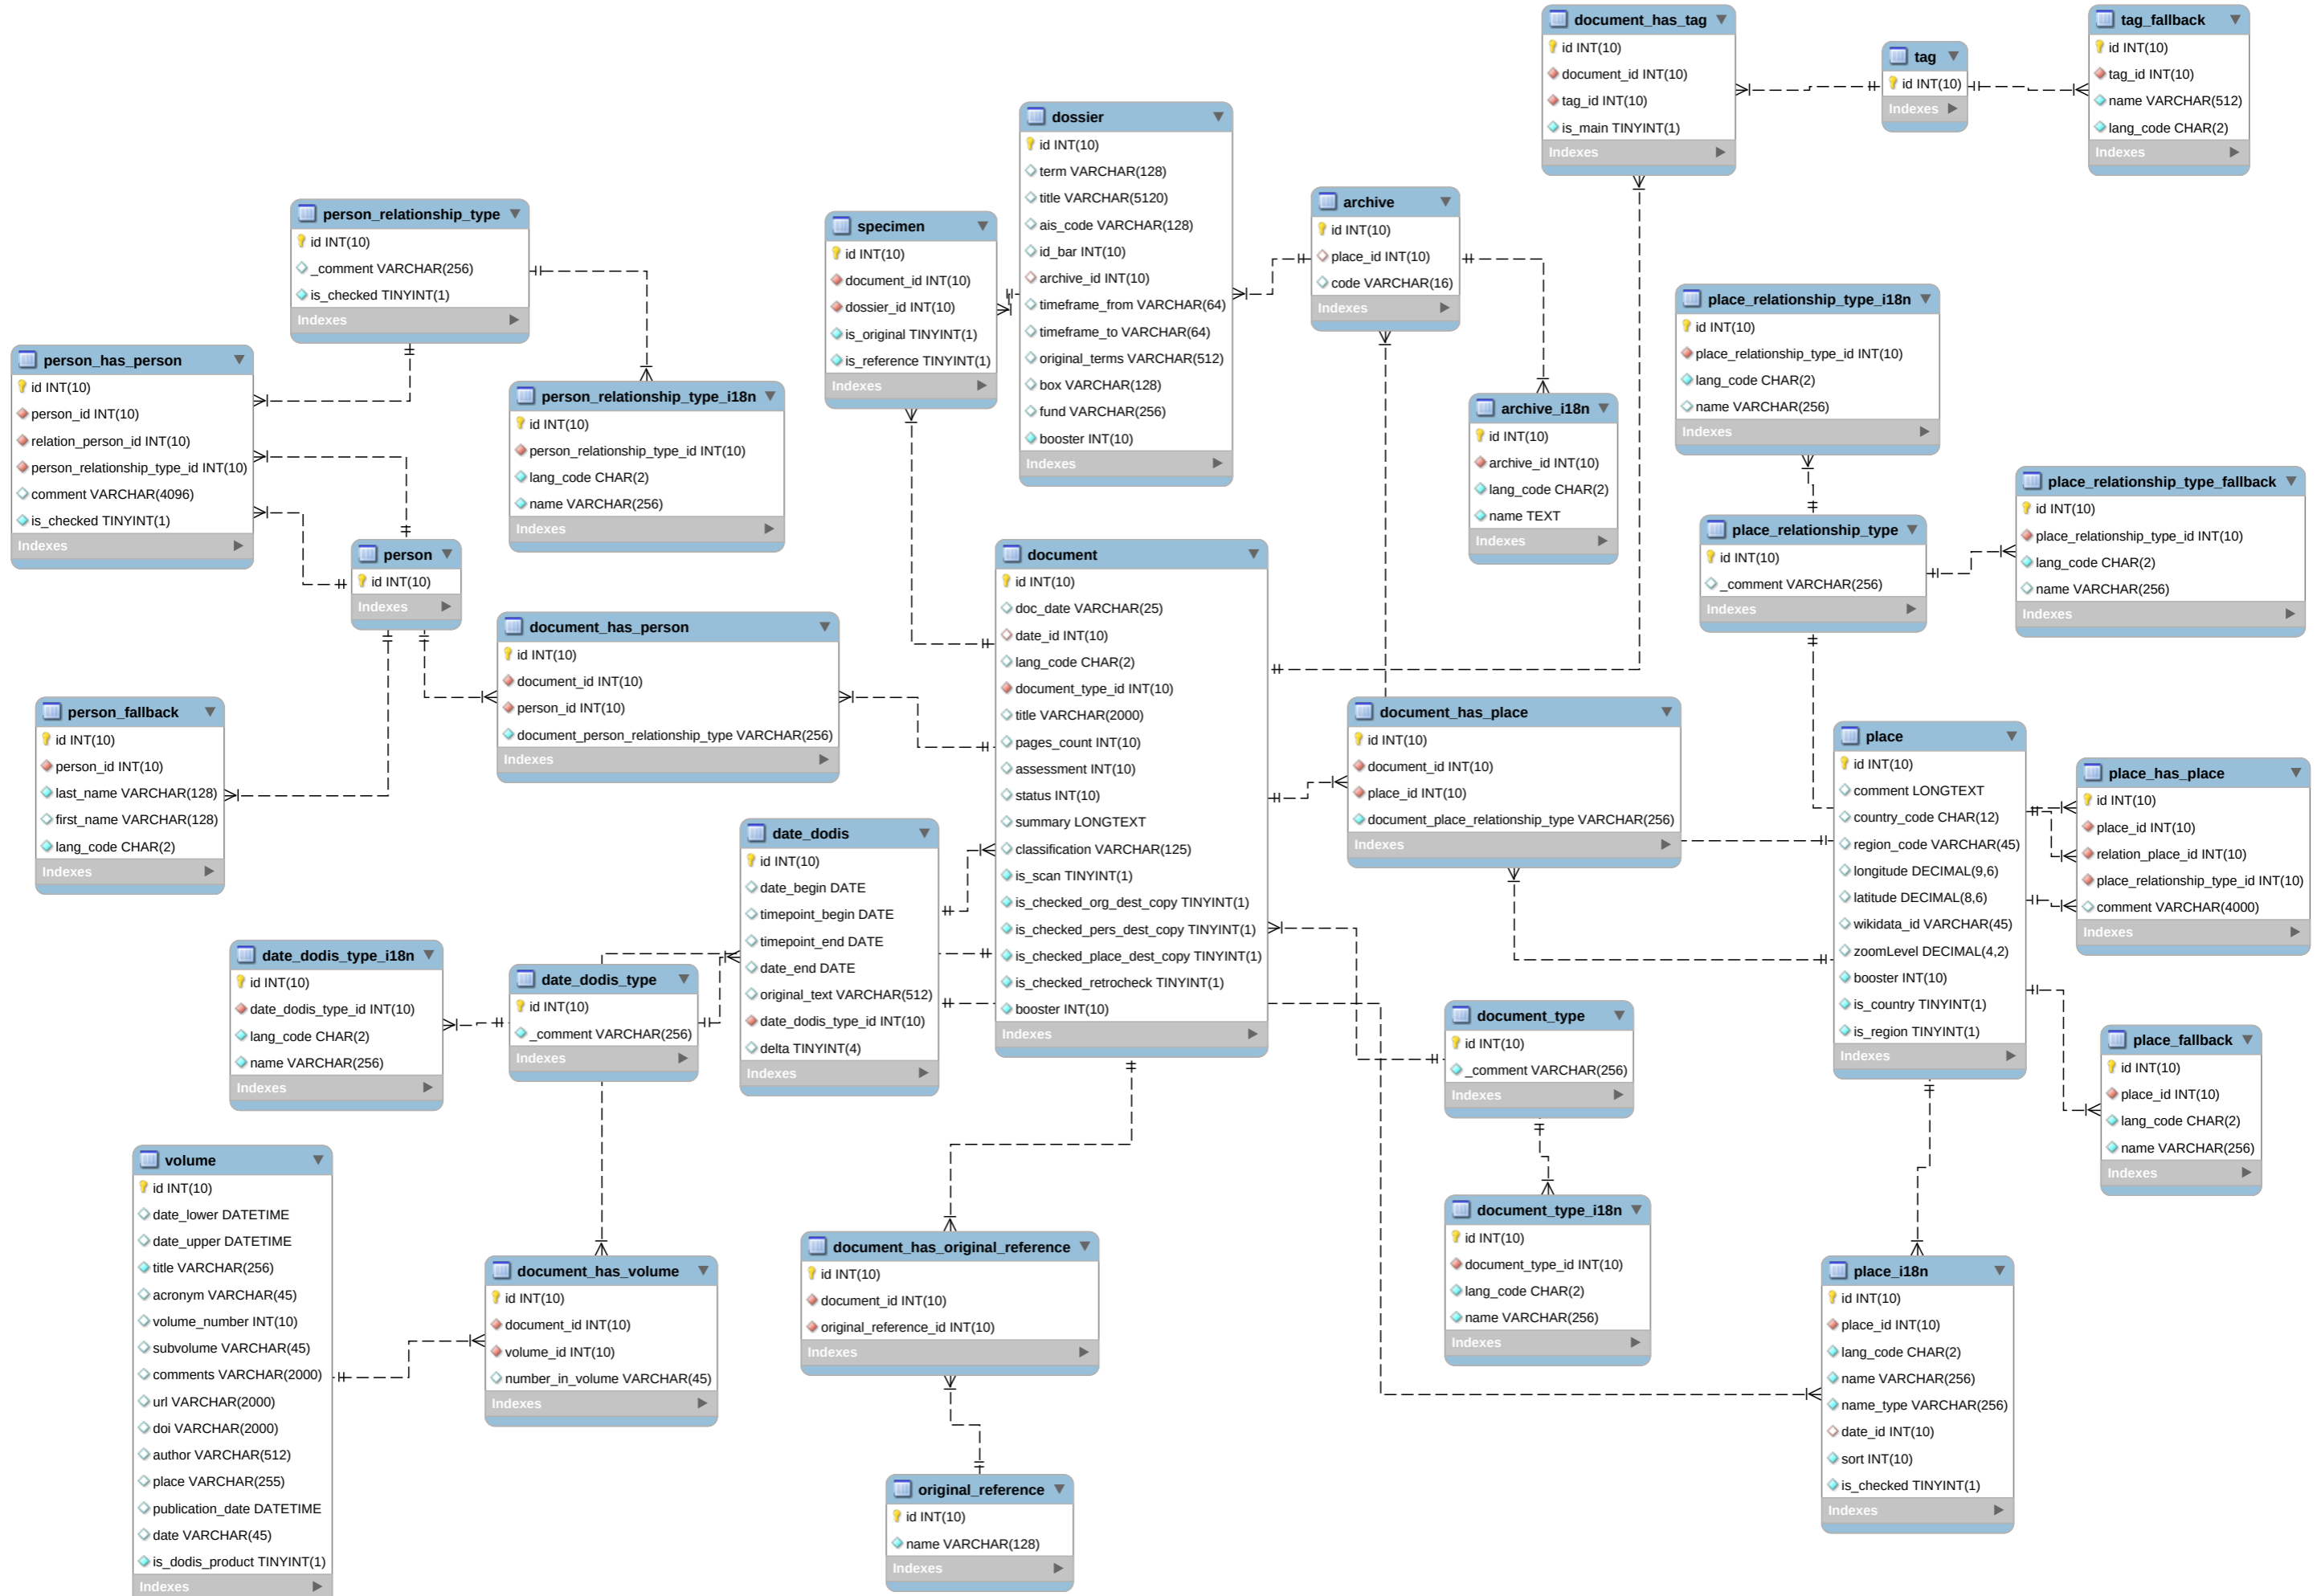 document_has_tag
id INT(10)
document_id INT(10)
tag_id INT(10)
is_main TINYINT(1)
Indexes
tag
id INT(10)
Indexes
tag_fallback
id INT(10)
tag_id INT(10)
name VARCHAR(512)
lang_code CHAR(2)
Indexes
dossier
id INT(10)
term VARCHAR(128)
title VARCHAR(5120)
ais_code VARCHAR(128)
id_bar INT(10)
archive_id INT(10)
timeframe_from VARCHAR(64)
timeframe_to VARCHAR(64)
original_terms VARCHAR(512)
box VARCHAR(128)
fund VARCHAR(256)
booster INT(10)
Indexes
archive
id INT(10)
place_id INT(10)
code VARCHAR(16)
Indexes
person_relationship_type
id INT(10)
_comment VARCHAR(256)
is_checked TINYINT(1)
Indexes
specimen
id INT(10)
document_id INT(10)
dossier_id INT(10)
is_original TINYINT(1)
is_reference TINYINT(1)
Indexes
place_relationship_type_i18n
id INT(10)
place_relationship_type_id INT(10)
lang_code CHAR(2)
name VARCHAR(256)
Indexes
person_has_person
id INT(10)
person_id INT(10)
relation_person_id INT(10)
person_relationship_type_id INT(10)
comment VARCHAR(4096)
is_checked TINYINT(1)
Indexes
person_relationship_type_i18n
id INT(10)
person_relationship_type_id INT(10)
lang_code CHAR(2)
name VARCHAR(256)
Indexes
archive_i18n
id INT(10)
archive_id INT(10)
lang_code CHAR(2)
name TEXT
Indexes
place_relationship_type_fallback
id INT(10)
place_relationship_type_id INT(10)
lang_code CHAR(2)
name VARCHAR(256)
Indexes
place_relationship_type
id INT(10)
_comment VARCHAR(256)
Indexes
person
id INT(10)
Indexes
document
id INT(10)
doc_date VARCHAR(25)
date_id INT(10)
lang_code CHAR(2)
document_type_id INT(10)
title VARCHAR(2000)
pages_count INT(10)
assessment INT(10)
status INT(10)
summary LONGTEXT
classification VARCHAR(125)
is_scan TINYINT(1)
is_checked_org_dest_copy TINYINT(1)
is_checked_pers_dest_copy TINYINT(1)
is_checked_place_dest_copy TINYINT(1)
is_checked_retrocheck TINYINT(1)
booster INT(10)
Indexes
document_has_person
id INT(10)
document_id INT(10)
person_id INT(10)
document_person_relationship_type VARCHAR(256)
Indexes
person_fallback
id INT(10)
person_id INT(10)
last_name VARCHAR(128)
first_name VARCHAR(128)
lang_code CHAR(2)
Indexes
document_has_place
id INT(10)
document_id INT(10)
place_id INT(10)
document_place_relationship_type VARCHAR(256)
Indexes
place
id INT(10)
comment LONGTEXT
country_code CHAR(12)
region_code VARCHAR(45)
longitude DECIMAL(9,6)
latitude DECIMAL(8,6)
wikidata_id VARCHAR(45)
zoomLevel DECIMAL(4,2)
booster INT(10)
is_country TINYINT(1)
is_region TINYINT(1)
Indexes
place_has_place
id INT(10)
place_id INT(10)
relation_place_id INT(10)
place_relationship_type_id INT(10)
comment VARCHAR(4000)
Indexes
date_dodis
id INT(10)
date_begin DATE
timepoint_begin DATE
timepoint_end DATE
date_end DATE
original_text VARCHAR(512)
date_dodis_type_id INT(10)
delta TINYINT(4)
Indexes
date_dodis_type_i18n
id INT(10)
date_dodis_type_id INT(10)
lang_code CHAR(2)
name VARCHAR(256)
Indexes
date_dodis_type
id INT(10)
_comment VARCHAR(256)
Indexes
document_type
id INT(10)
_comment VARCHAR(256)
Indexes
place_fallback
id INT(10)
place_id INT(10)
lang_code CHAR(2)
name VARCHAR(256)
Indexes
volume
id INT(10)
date_lower DATETIME
date_upper DATETIME
title VARCHAR(256)
acronym VARCHAR(45)
volume_number INT(10)
subvolume VARCHAR(45)
comments VARCHAR(2000)
url VARCHAR(2000)
doi VARCHAR(2000)
author VARCHAR(512)
place VARCHAR(255)
publication_date DATETIME
date VARCHAR(45)
is_dodis_product TINYINT(1)
Indexes
document_has_volume
id INT(10)
document_id INT(10)
volume_id INT(10)
number_in_volume VARCHAR(45)
Indexes
document_has_original_reference
id INT(10)
document_id INT(10)
original_reference_id INT(10)
Indexes
document_type_i18n
id INT(10)
document_type_id INT(10)
lang_code CHAR(2)
name VARCHAR(256)
Indexes
place_i18n
id INT(10)
place_id INT(10)
lang_code CHAR(2)
name VARCHAR(256)
name_type VARCHAR(256)
date_id INT(10)
sort INT(10)
is_checked TINYINT(1)
Indexes
original_reference
id INT(10)
name VARCHAR(128)
Indexes